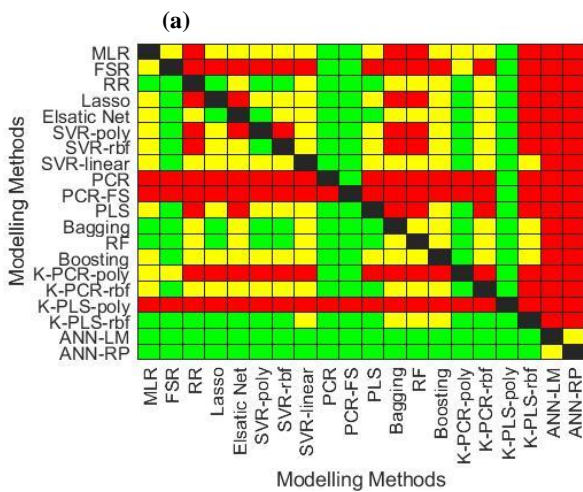 (a)
Modelling Methods
MLR
FSR
RR
Lasso
Elsatic Net
SVR-poly
SVR-rbf
SVR-linear
PCR
PCR-FS
PLS
Bagging
RF
Boosting
K-PCR-poly
K-PCR-rbf
K-PLS-poly
K-PLS-rbf
ANN-LM
ANN-RP
MLR
FSR
RR
Lasso
Elsatic Net
SVR-poly
SVR-rbf
SVR-linear
PCR
PCR-FS
PLS
Bagging
RF
Boosting
K-PCR-poly
K-PCR-rbf
K-PLS-poly
K-PLS-rbf
ANN-LM
ANN-RP
Modelling Methods